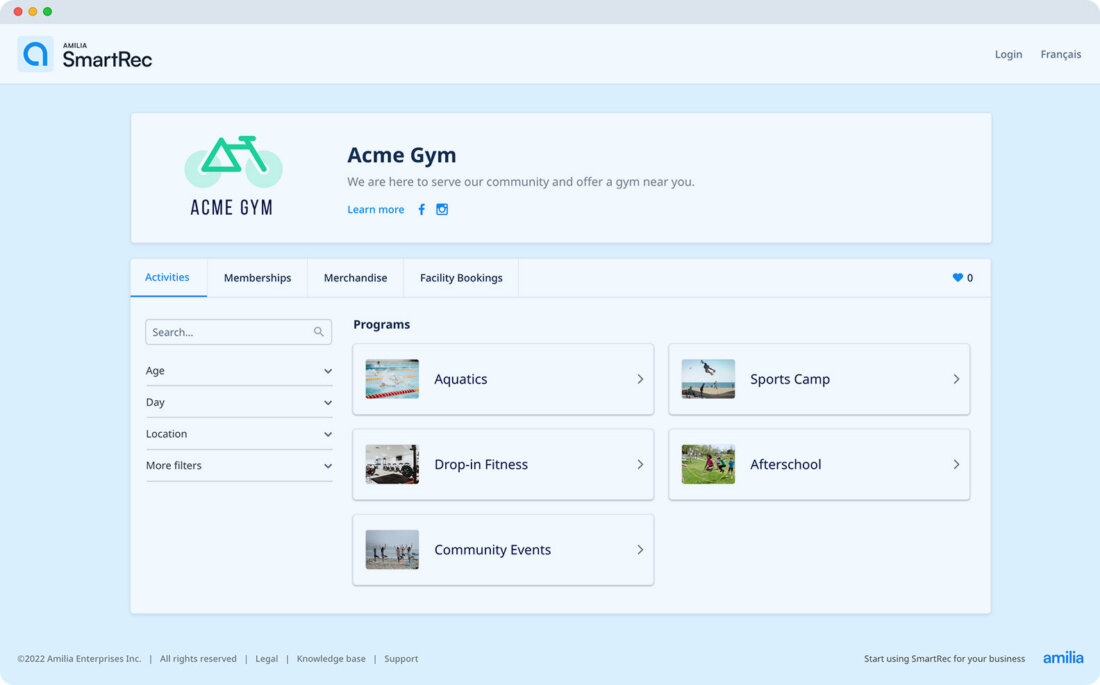 AMILIA
SmartRec
Login
Français
ACME GYM
Acme Gym
We are here to serve our community and offer a gym near you.
Learn more
Activities
Memberships
Merchandise
Facility Bookings
0
Search...
Programs
Age
Day
Location
More filters
Aquatics
Sports Camp
Drop-in Fitness
Afterschool
Community Events
©2022 Amilia Enterprises Inc. | All rights reserved | Legal | Knowledge base | Support
Start using SmartRec for your business
amilia